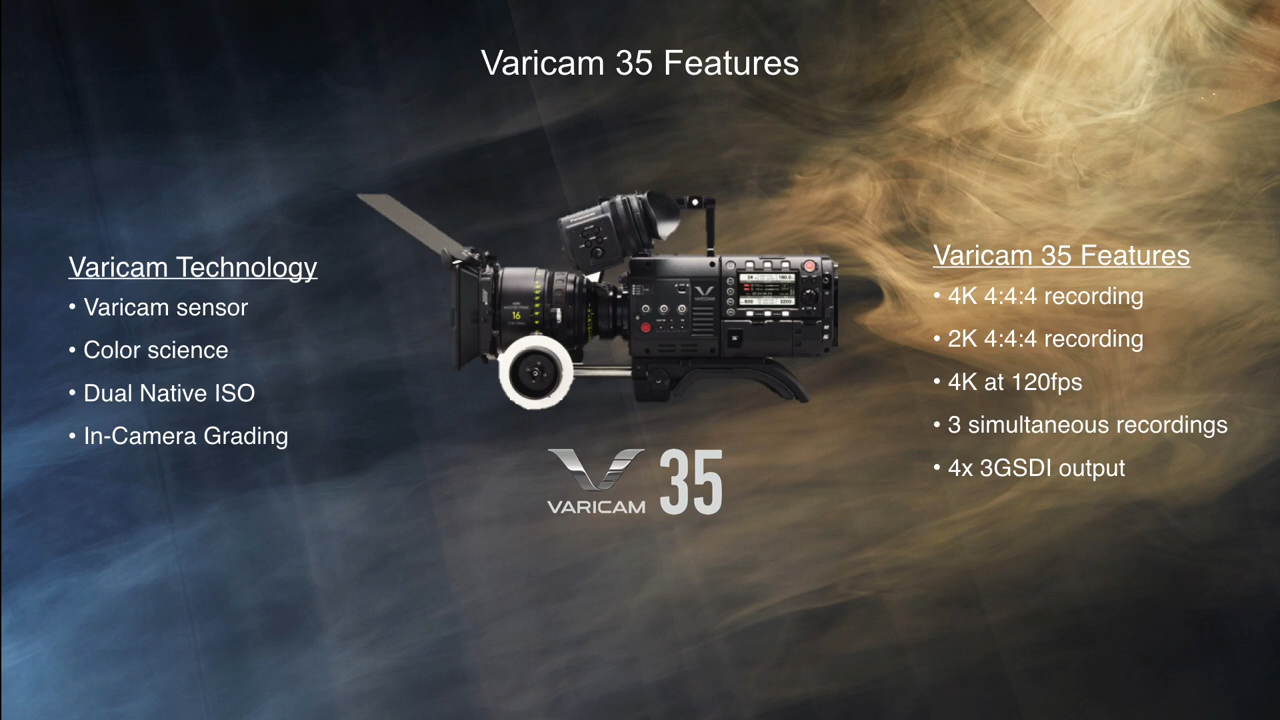 Varicam 35 Features
Varicam Technology
• Varicam sensor
• Color science
• Dual Native ISO
• In-Camera Grading
16
VARICAM 35
Varicam 35 Features
• 4K 4:4:4 recording
• 2K 4:4:4 recording
• 4K at 120fps
• 3 simultaneous recordings
• 4x 3GSDI output